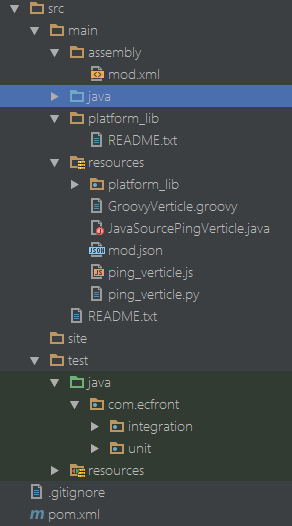 src
main
assembly
mod.xml
java
platform_lib
README.txt
resources
platform_lib
GroovyVerticle.groovy
JavaSourcePingVerticle.java
mod.json
ping_verticle.js
ping_verticle.py
README.txt
site
test
java
com.ecfront
integration
unit
resources
.gitignore
pom.xml